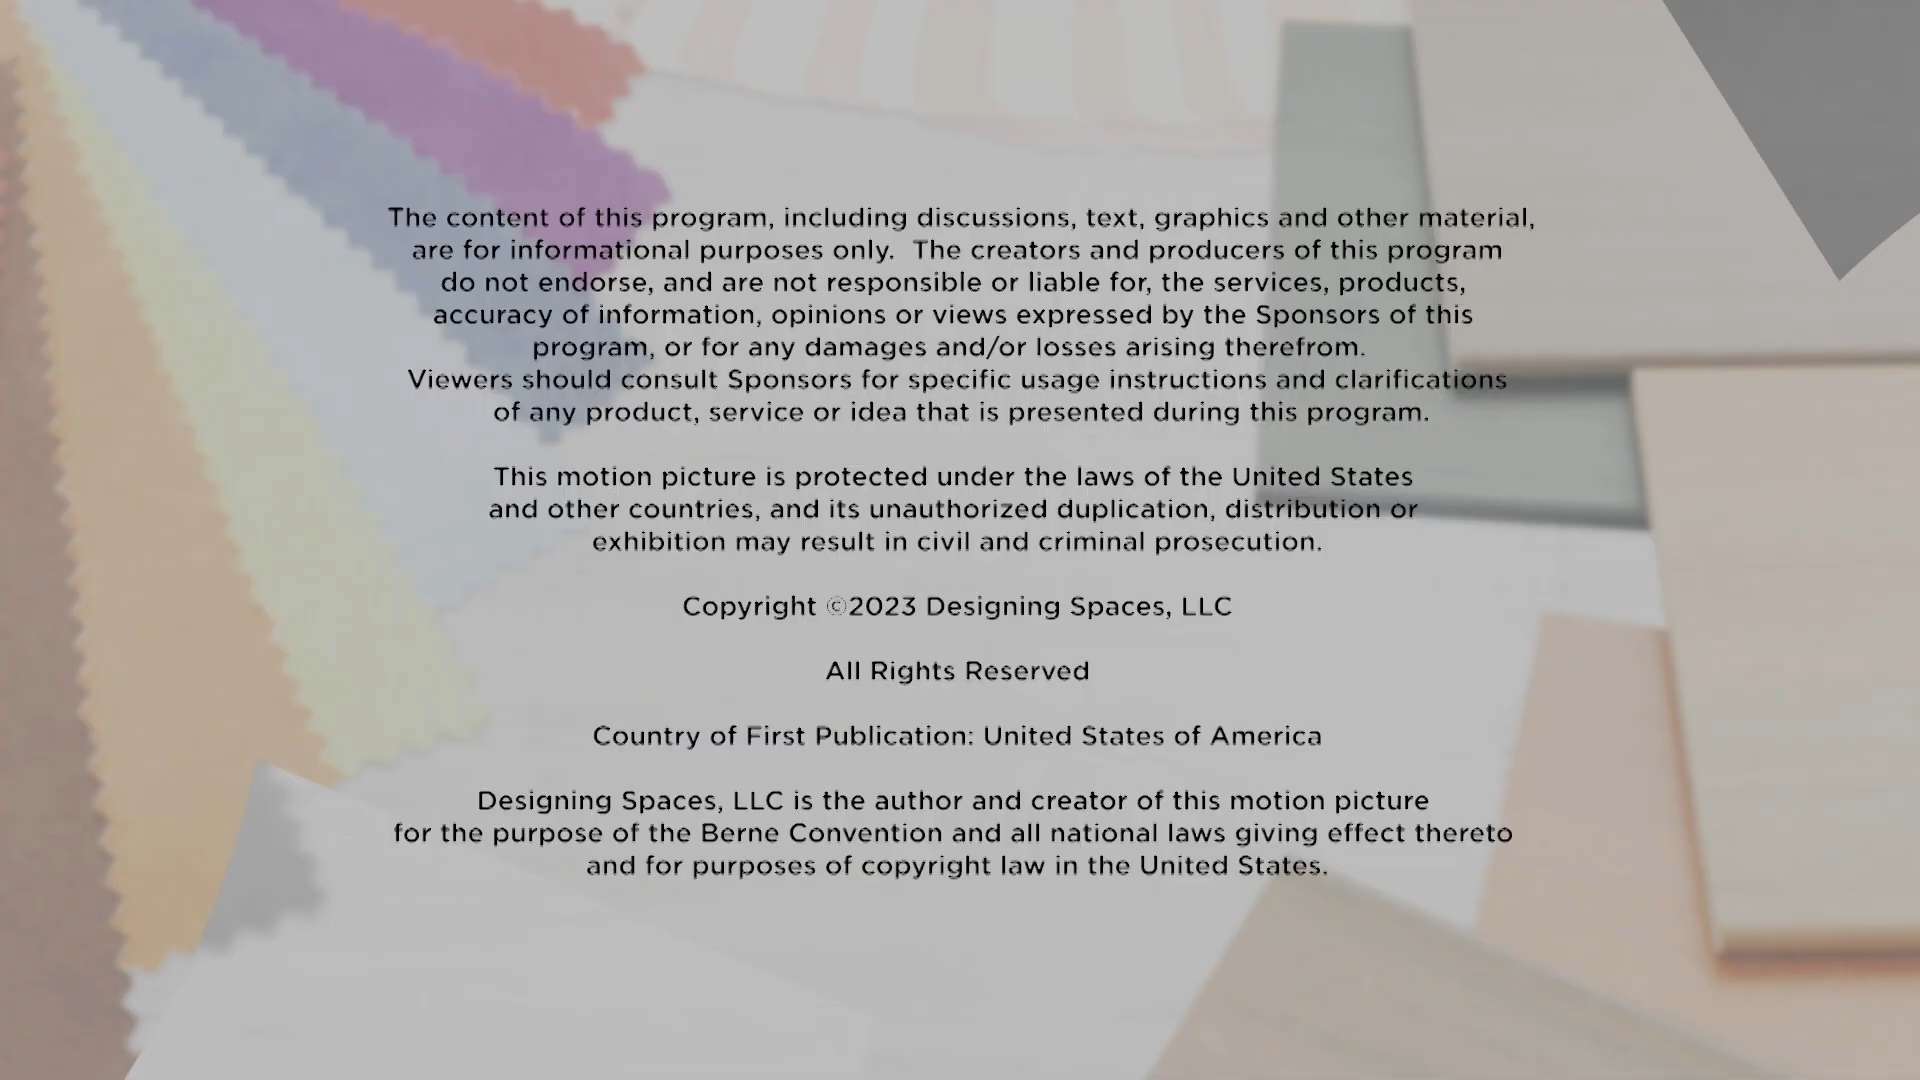 The content of this program, including discussions, text, graphics and other material,
are for informational purposes only.  The creators and producers of this program
do not endorse, and are not responsible or liable for, the services, products,
accuracy of information, opinions or views expressed by the Sponsors of this
program, or for any damages and/or losses arising therefrom.
Viewers should consult Sponsors for specific usage instructions and clarifications
of any product, service or idea that is presented during this program.
This motion picture is protected under the laws of the United States
and other countries, and its unauthorized duplication, distribution or
exhibition may result in civil and criminal prosecution.
Copyright ©2023 Designing Spaces, LLC
All Rights Reserved
Country of First Publication: United States of America
Designing Spaces, LLC is the author and creator of this motion picture
for the purpose of the Berne Convention and all national laws giving effect thereto
and for purposes of copyright law in the United States.